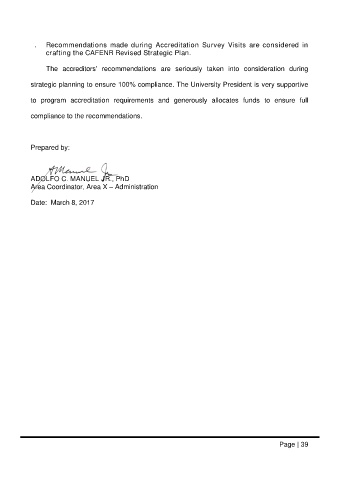 . Recommendations made during Accreditation Survey Visits are considered in
crafting the CAFENR Revised Strategic Plan.
The accreditors' recommendations are seriously taken into consideration during
strategic planning to ensure 100% compliance. The University President is very supportive
to program accreditation requirements and generously allocates funds to ensure full
compliance to the recommendations.
Prepared by:
ADOLFO C. MANUEL JR., PhD
Area Coordinator, Area X – Administration
Date: March 8, 2017
Page | 39